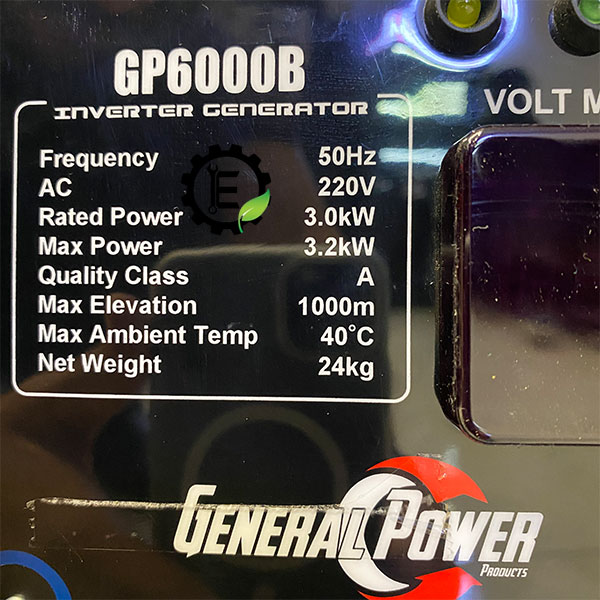 GP6000B
INVERTER GENERATOR
VOLT M
Frequency 50Hz
AC 220V
Rated Power 3.0kW
Max Power 3.2kW
Quality Class A
Max Elevation 1000m
Max Ambient Temp 40°C
Net Weight 24kg
E
GENERAL POWER
PRODUCTS